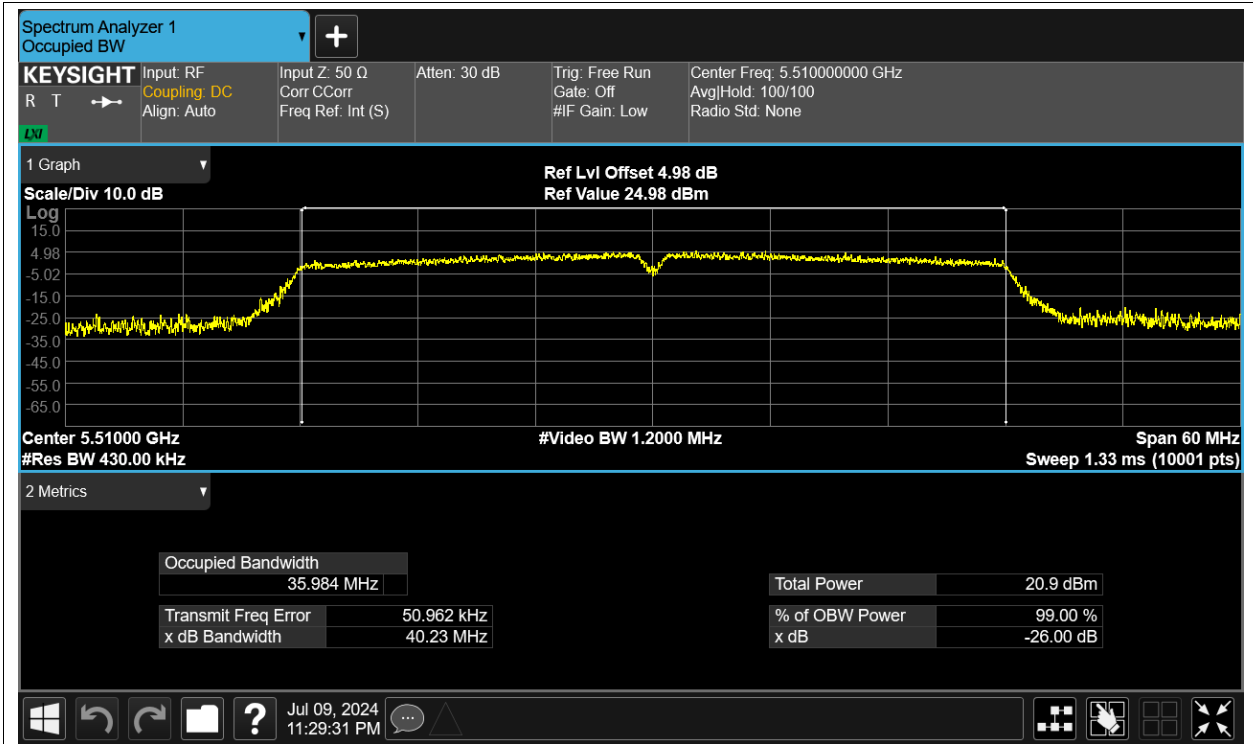 Spectrum Analyzer 1
Occupied BW
KEYSIGHT
R T
LXI
Input: RF
Coupling: DC
Align: Auto
Input Z: 50 Ω
Corr CCorr
Freq Ref: Int (S)
Atten: 30 dB
Trig: Free Run
Gate: Off
#IF Gain: Low
Center Freq: 5.510000000 GHz
Avg|Hold: 100/100
Radio Std: None
1 Graph
Scale/Div 10.0 dB
Ref Lvl Offset 4.98 dB
Ref Value 24.98 dBm
Log
15.0
4.98
-5.02
-15.0
-25.0
-35.0
-45.0
-55.0
-65.0
Center 5.51000 GHz
#Res BW 430.00 kHz
#Video BW 1.2000 MHz
Span 60 MHz
Sweep 1.33 ms (10001 pts)
2 Metrics
Occupied Bandwidth
35.984 MHz
Transmit Freq Error 50.962 kHz
x dB Bandwidth 40.23 MHz
Total Power 20.9 dBm
% of OBW Power 99.00 %
x dB -26.00 dB
?
Jul 09, 2024
11:29:31 PM